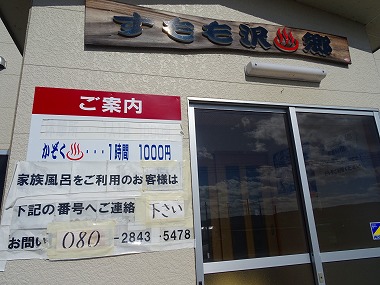 すもも沢♨郷
ご案内
かぞく♨・・・1時間 1000円
家族風呂をご利用のお客様は
下記の番号へご連絡 下さい
お問い 080-2843-5478